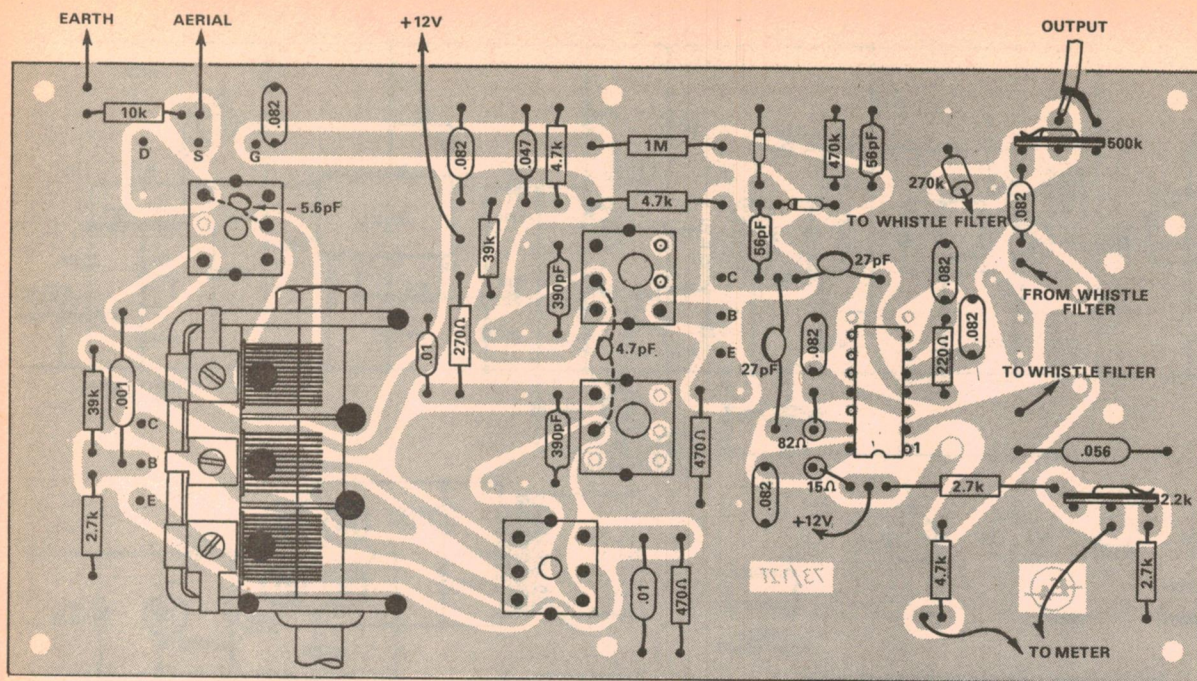 EARTH
AERIAL
+12V
OUTPUT
10k
.082
D
S
G
5.6pF
.082
.047
4.7k
1M
4.7k
470k
56pF
270k
500k
TO WHISTLE FILTER
.082
39k
390pF
56pF
27pF
C
B
E
.082
FROM WHISTLE
FILTER
.01
270Ω
4.7pF
27pF
.082
220Ω
.082
TO WHISTLE FILTER
39k
.001
C
B
E
390pF
470Ω
82Ω
1
.056
15Ω
.082
2.7k
2.2k
+12V
2.7k
.01
470Ω
73/12T
4.7k
2.7k
TO METER